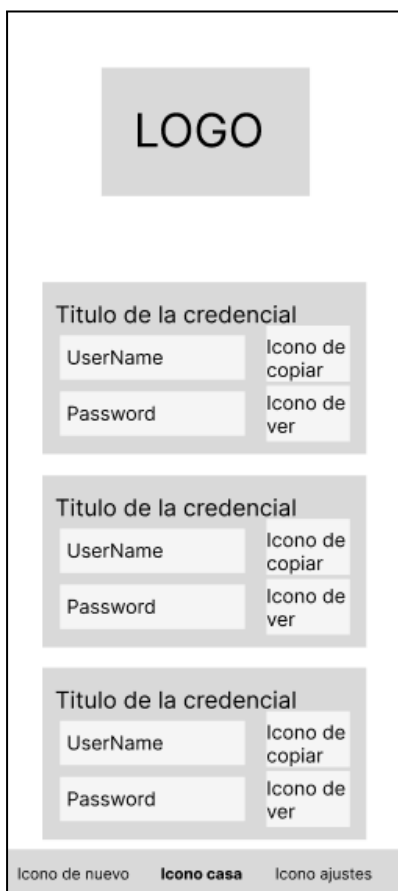 LOGO
Titulo de la credencial
UserName
Icono de
copiar
Password
Icono de
ver
Titulo de la credencial
UserName
Icono de
copiar
Password
Icono de
ver
Titulo de la credencial
UserName
Icono de
copiar
Password
Icono de
ver
Icono de nuevo Icono casa Icono ajustes